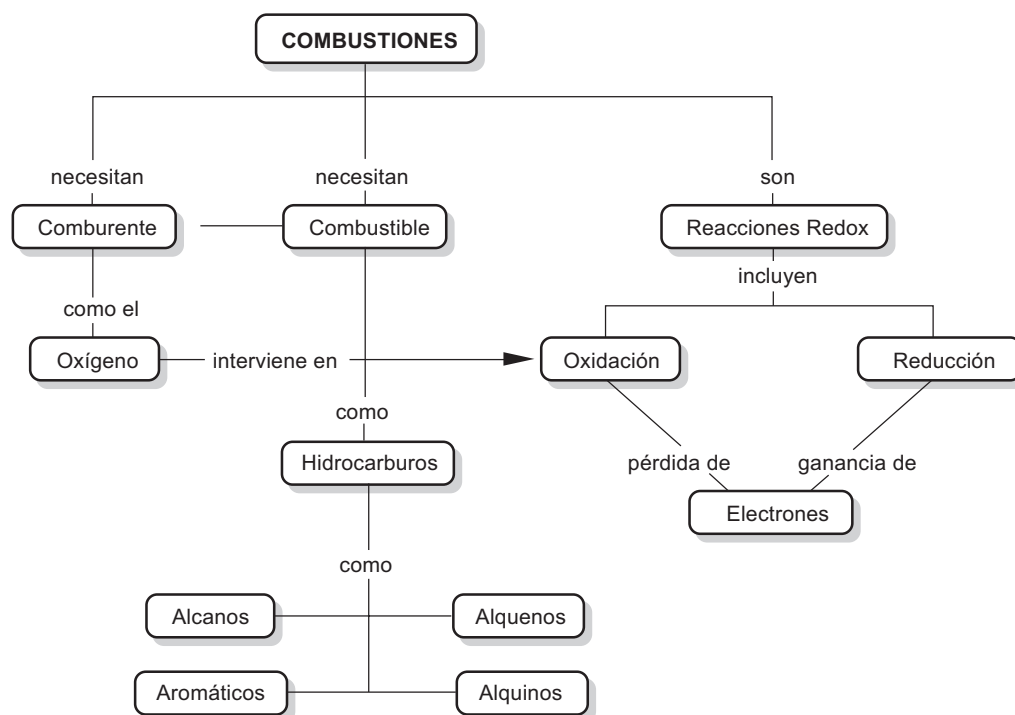 COMBUSTIONES
necesitan
necesitan
son
Comburente
Combustible
Reacciones Redox
incluyen
como el
Oxígeno
interviene en
Oxidación
Reducción
como
Hidrocarburos
pérdida de
ganancia de
Electrones
como
Alcanos
Alquenos
Aromáticos
Alquinos